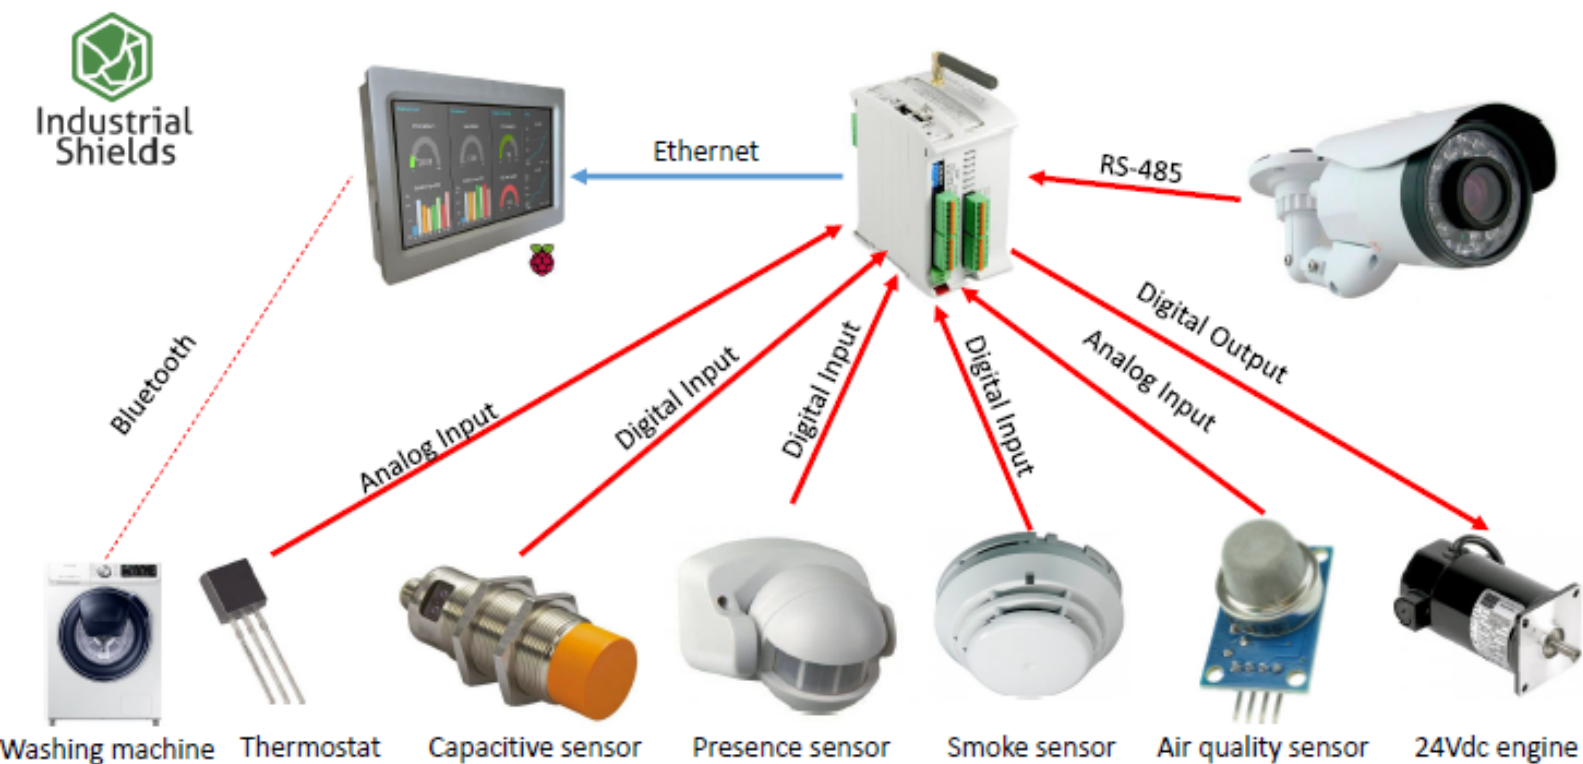 Industrial
Shields
Ethernet
RS-485
Bluetooth
Analog Input
Digital Input
Digital Input
Digital Input
Analog Input
Digital Output
Washing machine
Thermostat
Capacitive sensor
Presence sensor
Smoke sensor
Air quality sensor
24Vdc engine